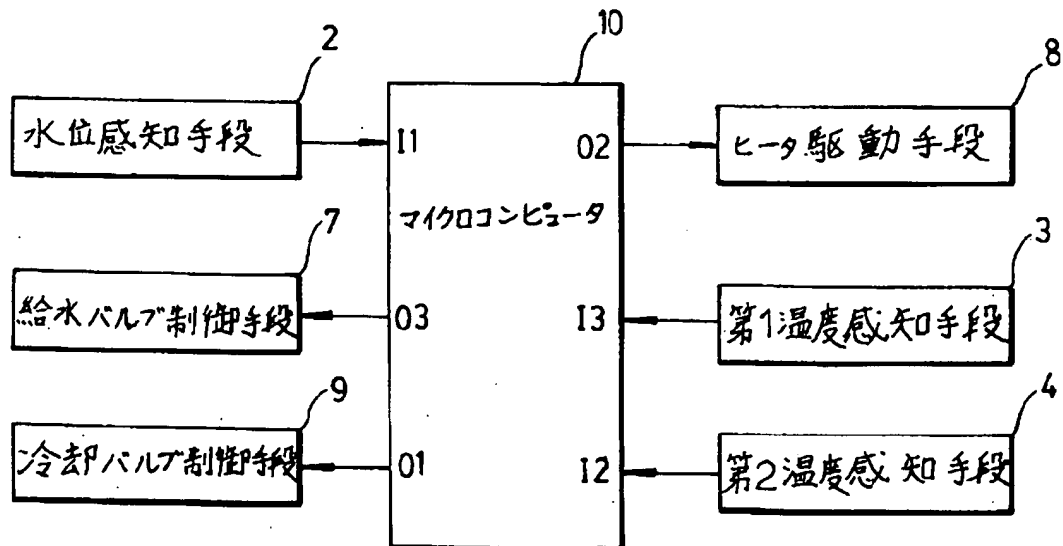 10
2
8
水位感知手段
I1
O2
ヒータ駆動手段
マイクロコンピュータ
7
3
給水バルブ制御手段
O3
I3
第1温度感知手段
9
4
冷却バルブ制御手段
O1
I2
第2温度感知手段